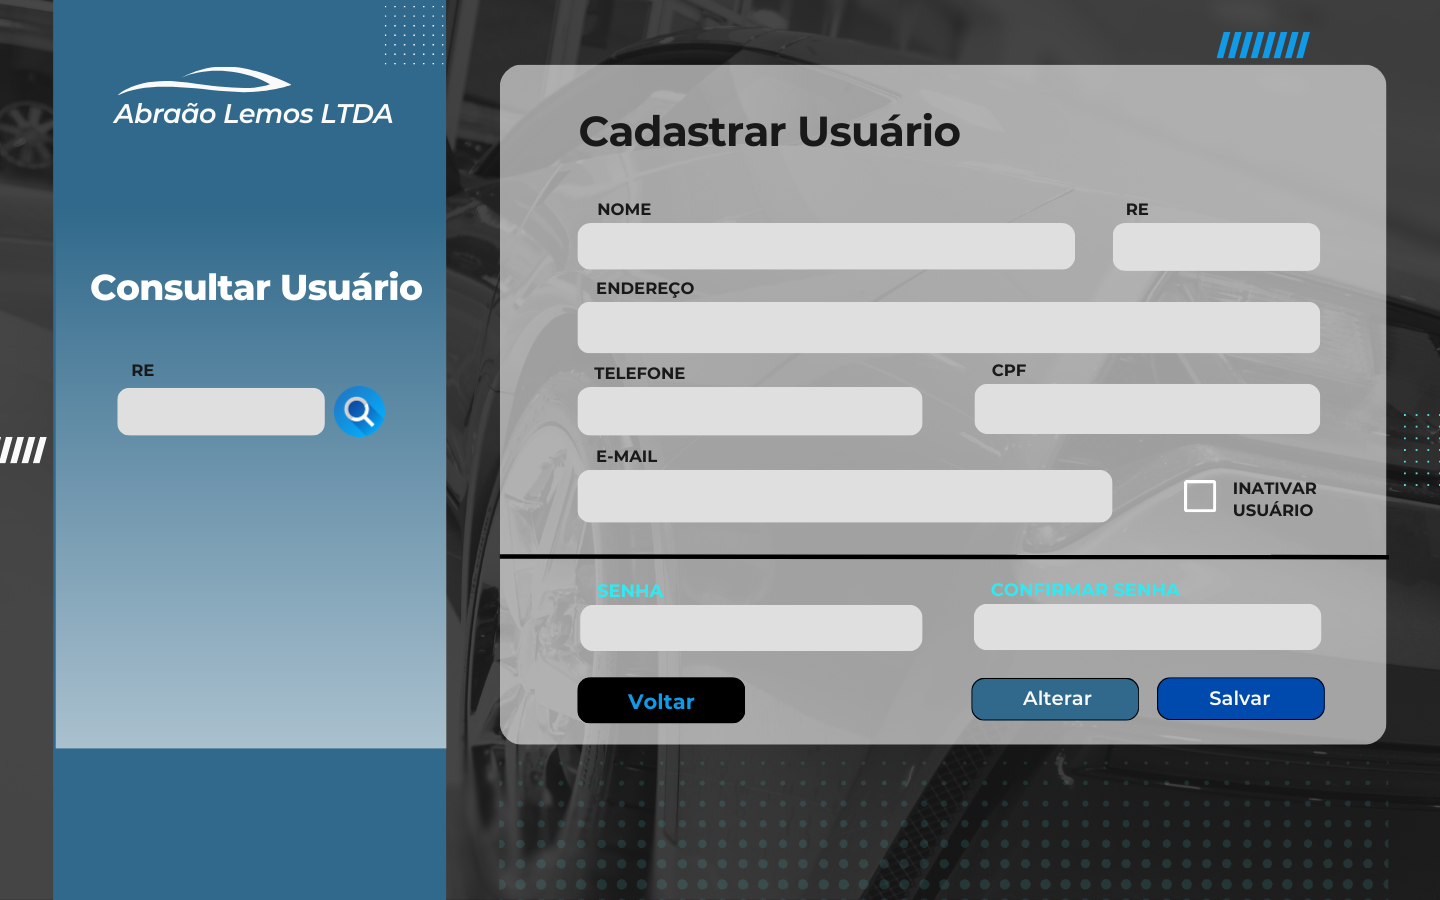 Abraão Lemos LTDA
Consultar Usuário
RE
Cadastrar Usuário
NOME
RE
ENDEREÇO
TELEFONE
CPF
E-MAIL
INATIVAR
USUÁRIO
SENHA
CONFIRMAR SENHA
Voltar
Alterar
Salvar